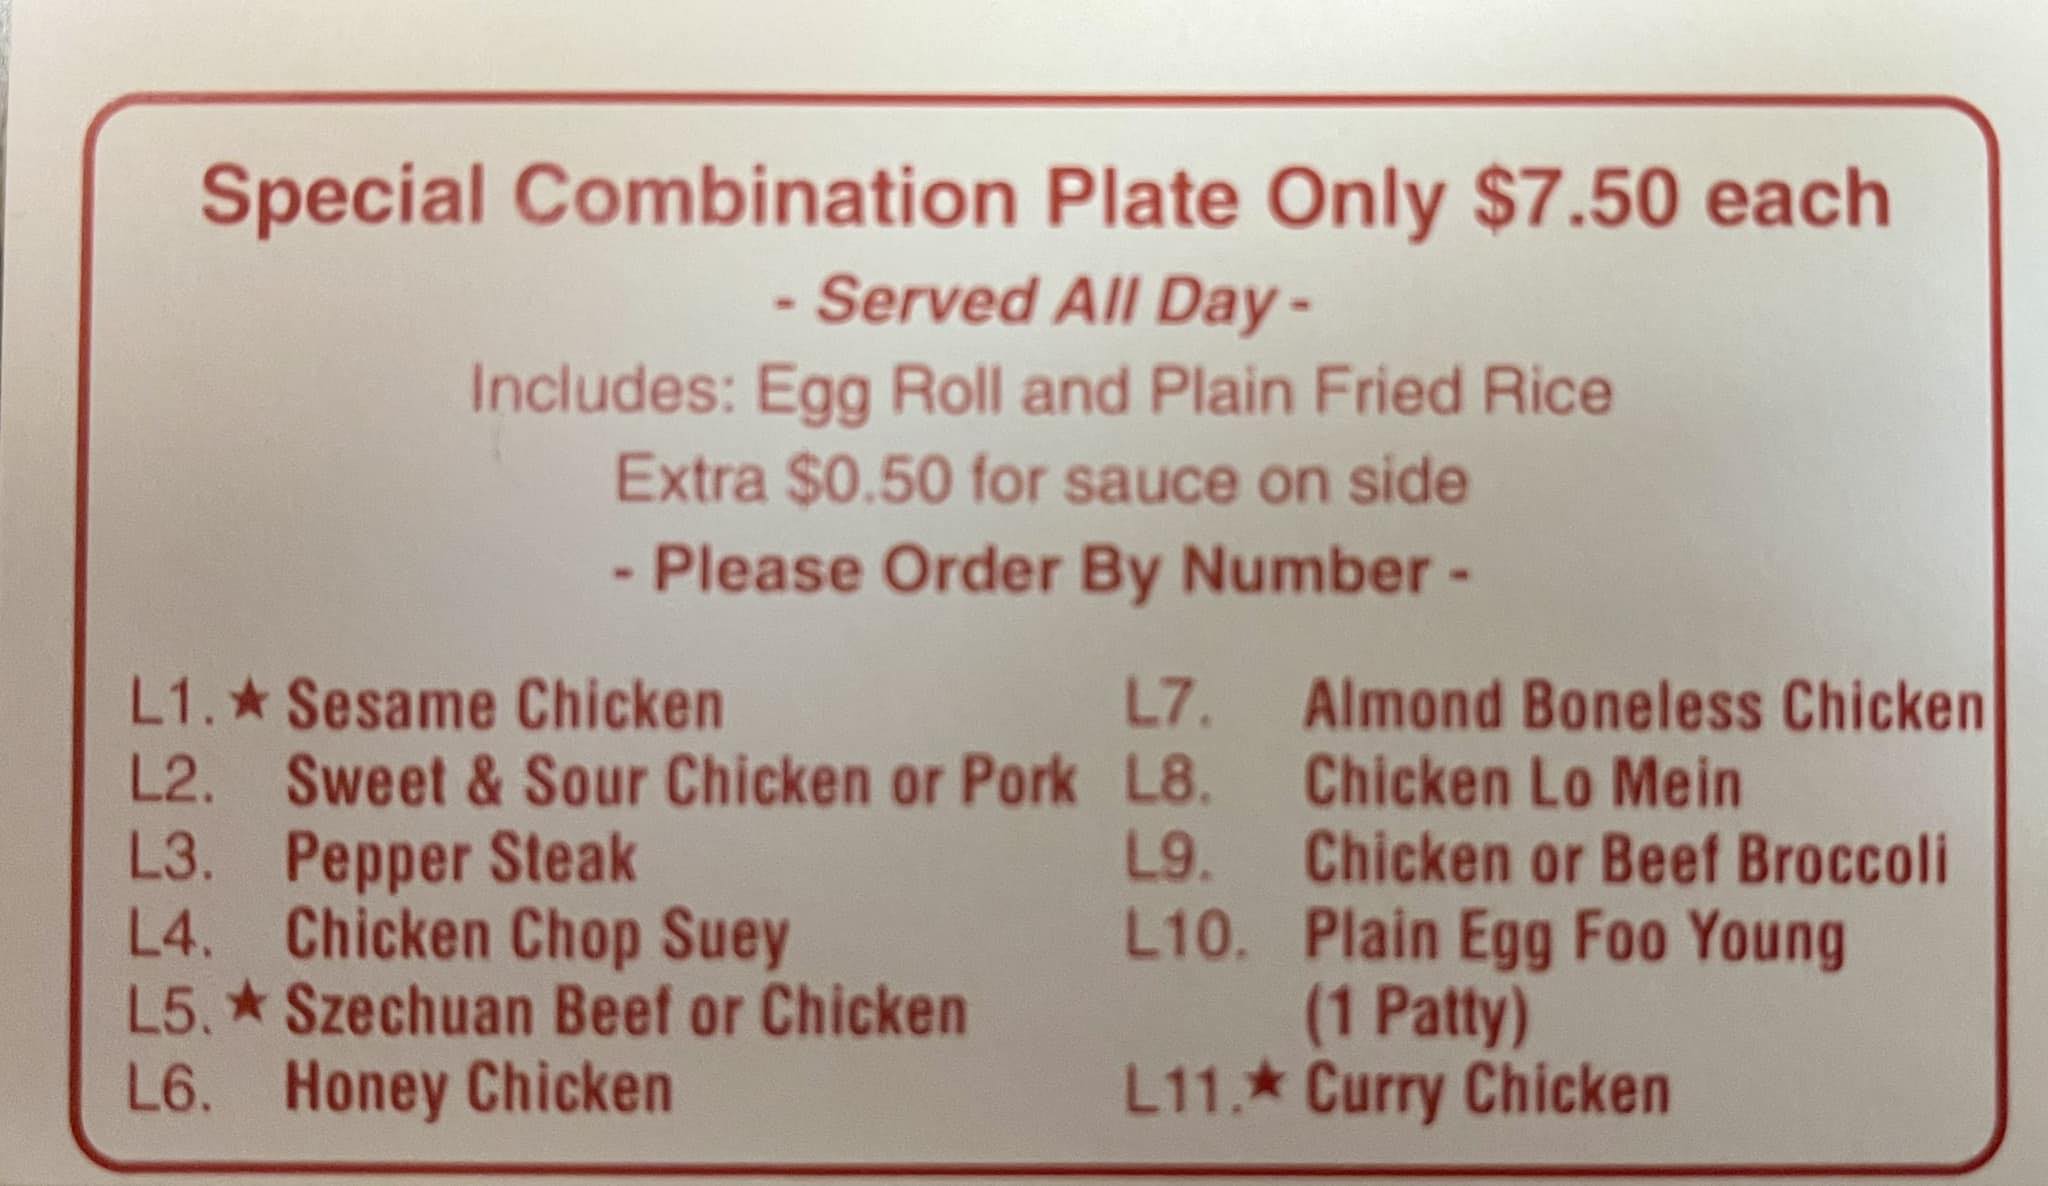 Special Combination Plate Only $7.50 each
- Served All Day -
Includes: Egg Roll and Plain Fried Rice
Extra $0.50 for sauce on side
- Please Order By Number -
L1. ★ Sesame Chicken
L2. Sweet & Sour Chicken or Pork
L3. Pepper Steak
L4. Chicken Chop Suey
L5. ★ Szechuan Beef or Chicken
L6. Honey Chicken
L7. Almond Boneless Chicken
L8. Chicken Lo Mein
L9. Chicken or Beef Broccoli
L10. Plain Egg Foo Young
(1 Patty)
L11. ★ Curry Chicken